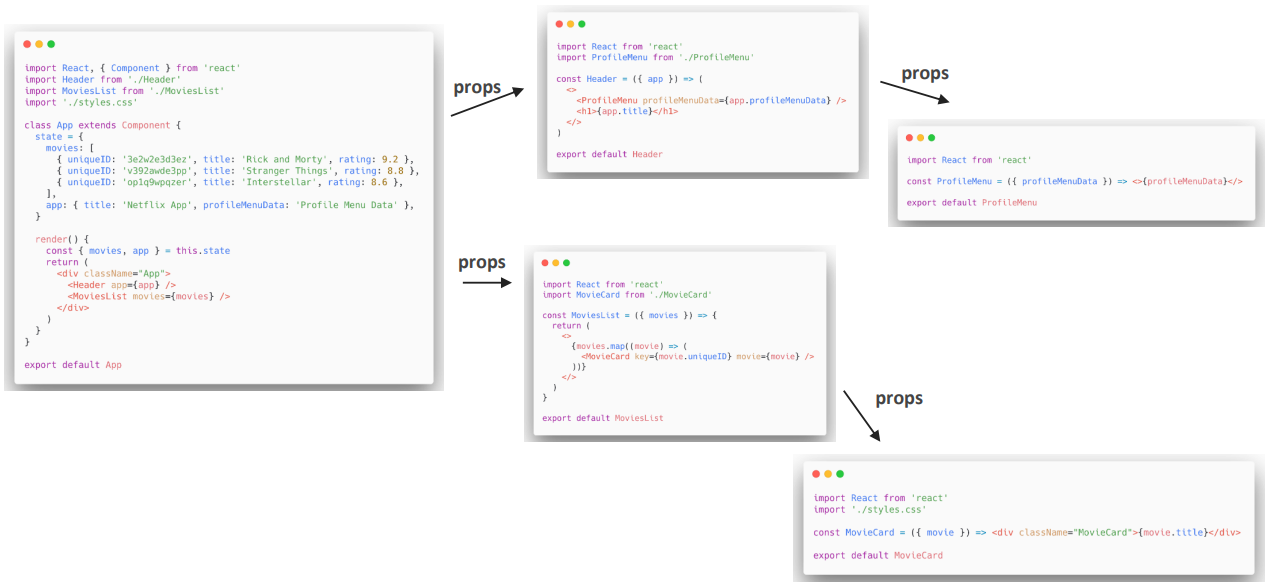 import React, { Component } from 'react'
import Header from './Header'
import MoviesList from './MoviesList'
import './styles.css'

class App extends Component {
  state = {
    movies: [
      { uniqueID: '3e2w2e3d3ez', title: 'Rick and Morty', rating: 9.2 },
      { uniqueID: 'v392awde3pp', title: 'Stranger Things', rating: 8.8 },
      { uniqueID: 'op1q9wpqzer', title: 'Interstellar', rating: 8.6 },
    ],
    app: { title: 'Netflix App', profileMenuData: 'Profile Menu Data' },
  }

  render() {
    const { movies, app } = this.state
    return (
      <div className="App">
        <Header app={app} />
        <MoviesList movies={movies} />
      </div>
    )
  }
}

export default App
props
import React from 'react'
import ProfileMenu from './ProfileMenu'

const Header = ({ app }) => (
  <>
    <ProfileMenu profileMenuData={app.profileMenuData} />
    <h1>{app.title}</h1>
  </>
)

export default Header
props
import React from 'react'

const ProfileMenu = ({ profileMenuData }) => <>{profileMenuData}</>

export default ProfileMenu
props
import React from 'react'
import MovieCard from './MovieCard'

const MoviesList = ({ movies }) => {
  return (
    <>
      {movies.map((movie) => (
        <MovieCard key={movie.uniqueID} movie={movie} />
      ))}
    </>
  )
}

export default MoviesList
props
import React from 'react'
import './styles.css'

const MovieCard = ({ movie }) => <div className="MovieCard">{movie.title}</div>

export default MovieCard